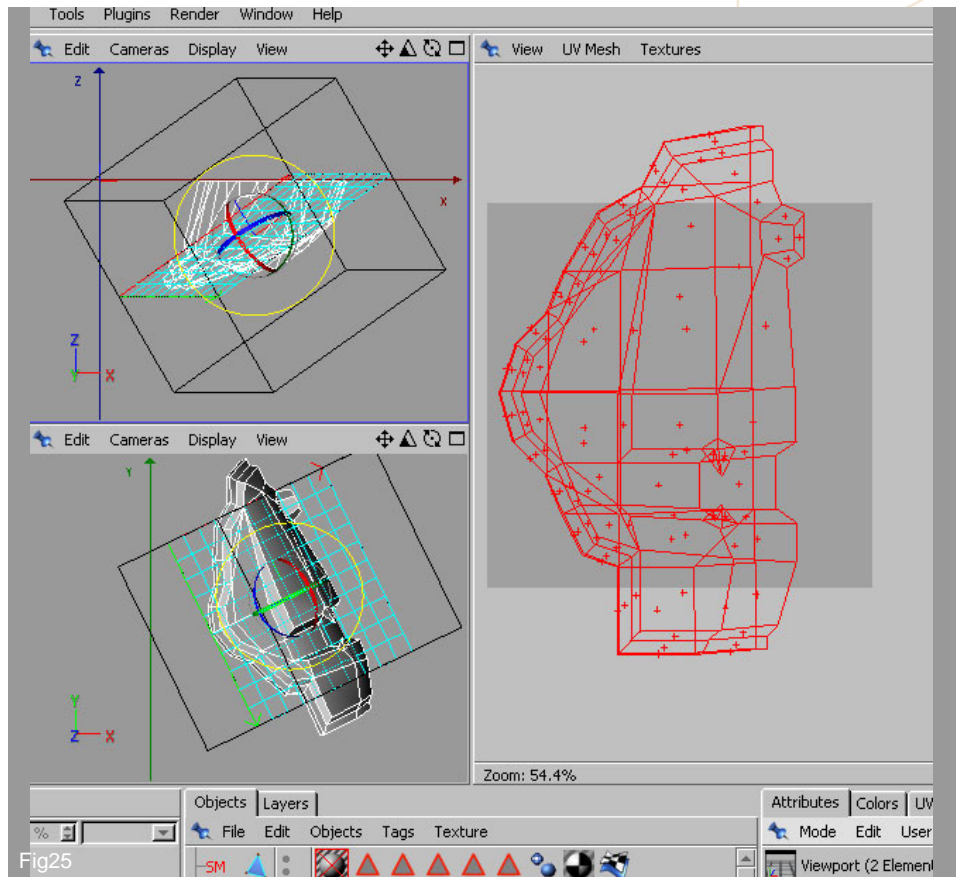 Tools Plugins Render Window Help
Edit Cameras Display View
View UV Mesh Textures
Z
X
Z
Y X
Edit Cameras Display View
Y
Y
Z X
Zoom: 54.4%
Objects Layers
Attributes Colors UV
%
File Edit Objects Tags Texture
Mode Edit User
Fig25
SM
Viewport (2 Element